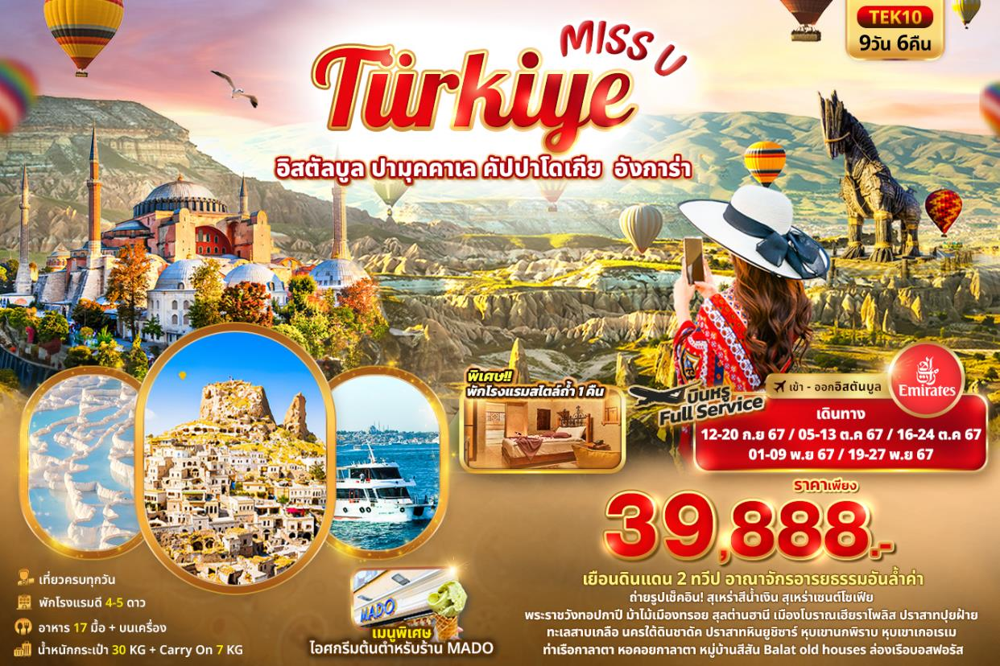 TEK10
9วัน 6คืน
MISS U
Türkiye
อิสตัลบูล ปามุคคาเล คัปปาโดเกีย อังการ่า
พิเศษ!!
พักโรงแรมสไตล์ถ้ำ 1 คืน
บินหรู
Full Service
เข้า - ออกอิสตันบูล
Emirates
เดินทาง
12-20 ก.ย 67 / 05-13 ต.ค 67 / 16-24 ต.ค 67
01-09 พ.ย 67 / 19-27 พ.ย 67
ราคาเพียง
39,888.-
เยือนดินแดน 2 ทวีป อาณาจักรอารยธรรมอันล้ำค่า
ถ่ายรูปเช็คอิน! สุเหร่าสีน้ำเงิน สุเหร่าเซนต์โซเฟีย
พระราชวังทอปกาปี ม้าไม้เมืองทรอย สุลต่านฮานี เมืองโบราณเฮียราโพลิส ปราสาทปุยฝ้าย
ทะเลสาบเกลือ นครใต้ดินชาดัค ปราสาทหินยูชิซาร์ หุบเขานกพิราบ หุบเขาเกอเรเม
ท่าเรือกาลาตา หอคอยกาลาตา หมู่บ้านสีสัน Balat old houses ล่องเรือบอสฟอรัส
เที่ยวครบทุกวัน
พักโรงแรมดี 4-5 ดาว
อาหาร 17 มื้อ + บนเครื่อง
น้ำหนักกระเป๋า 30 KG + Carry On 7 KG
MADO
เมนูพิเศษ
ไอศกรีมต้นตำหรับร้าน MADO